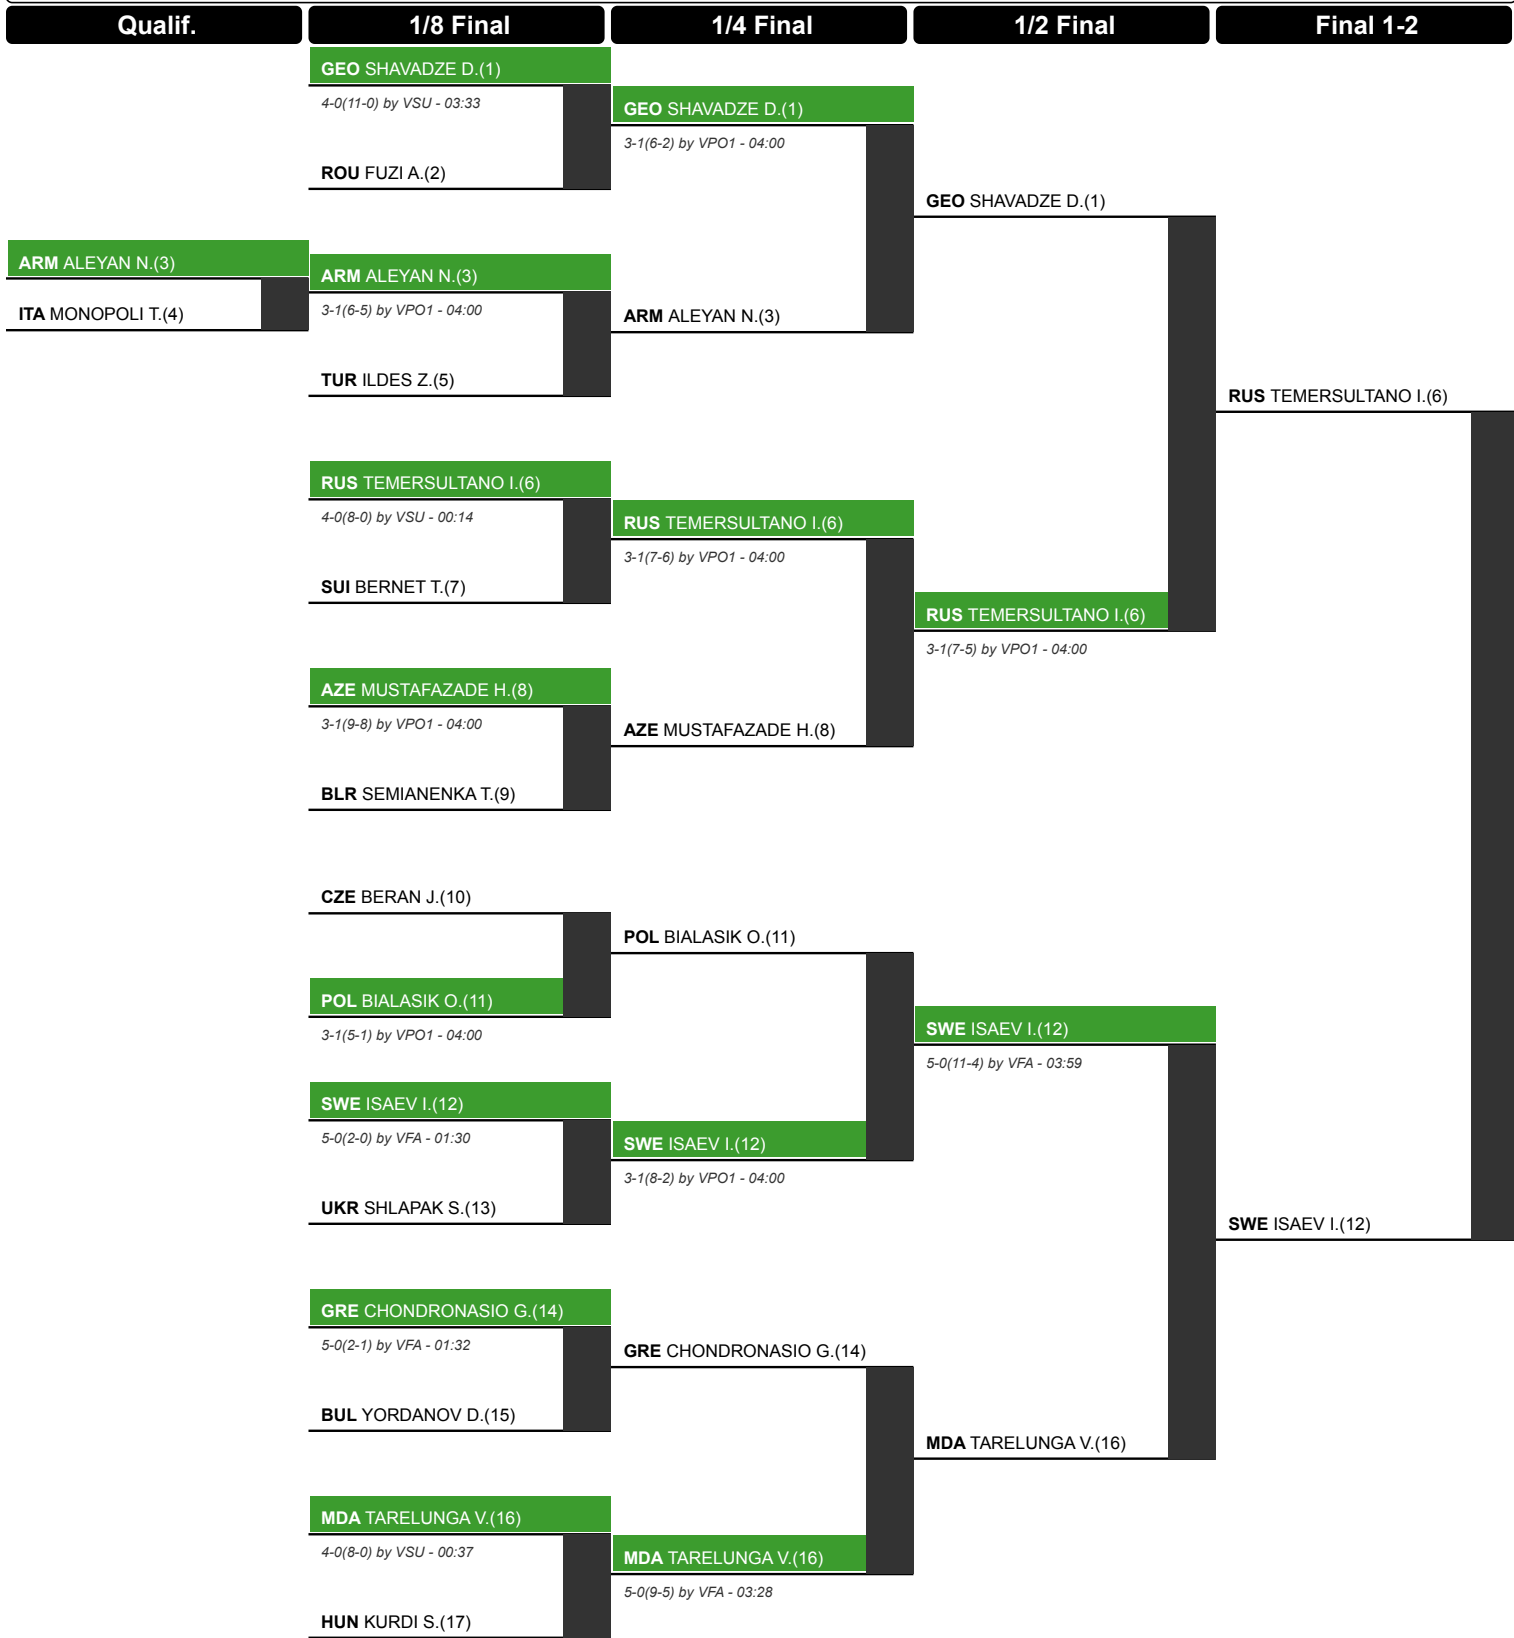 Qualif.
1/8 Final
1/4 Final
1/2 Final
Final 1-2
GEO SHAVADZE D.(1)
4-0(11-0) by VSU - 03:33
ROU FUZI A.(2)
ARM ALEYAN N.(3)
ITA MONOPOLI T.(4)
ARM ALEYAN N.(3)
3-1(6-5) by VPO1 - 04:00
TUR ILDES Z.(5)
RUS TEMERSULTANO I.(6)
4-0(8-0) by VSU - 00:14
SUI BERNET T.(7)
AZE MUSTAFAZADE H.(8)
3-1(9-8) by VPO1 - 04:00
BLR SEMIANENKA T.(9)
CZE BERAN J.(10)
POL BIALASIK O.(11)
3-1(5-1) by VPO1 - 04:00
SWE ISAEV I.(12)
5-0(2-0) by VFA - 01:30
UKR SHLAPAK S.(13)
GRE CHONDRONASIO G.(14)
5-0(2-1) by VFA - 01:32
BUL YORDANOV D.(15)
MDA TARELUNGA V.(16)
4-0(8-0) by VSU - 00:37
HUN KURDI S.(17)
GEO SHAVADZE D.(1)
3-1(6-2) by VPO1 - 04:00
ARM ALEYAN N.(3)
RUS TEMERSULTANO I.(6)
3-1(7-6) by VPO1 - 04:00
AZE MUSTAFAZADE H.(8)
POL BIALASIK O.(11)
SWE ISAEV I.(12)
3-1(8-2) by VPO1 - 04:00
GRE CHONDRONASIO G.(14)
MDA TARELUNGA V.(16)
5-0(9-5) by VFA - 03:28
GEO SHAVADZE D.(1)
RUS TEMERSULTANO I.(6)
3-1(7-5) by VPO1 - 04:00
SWE ISAEV I.(12)
5-0(11-4) by VFA - 03:59
MDA TARELUNGA V.(16)
RUS TEMERSULTANO I.(6)
SWE ISAEV I.(12)